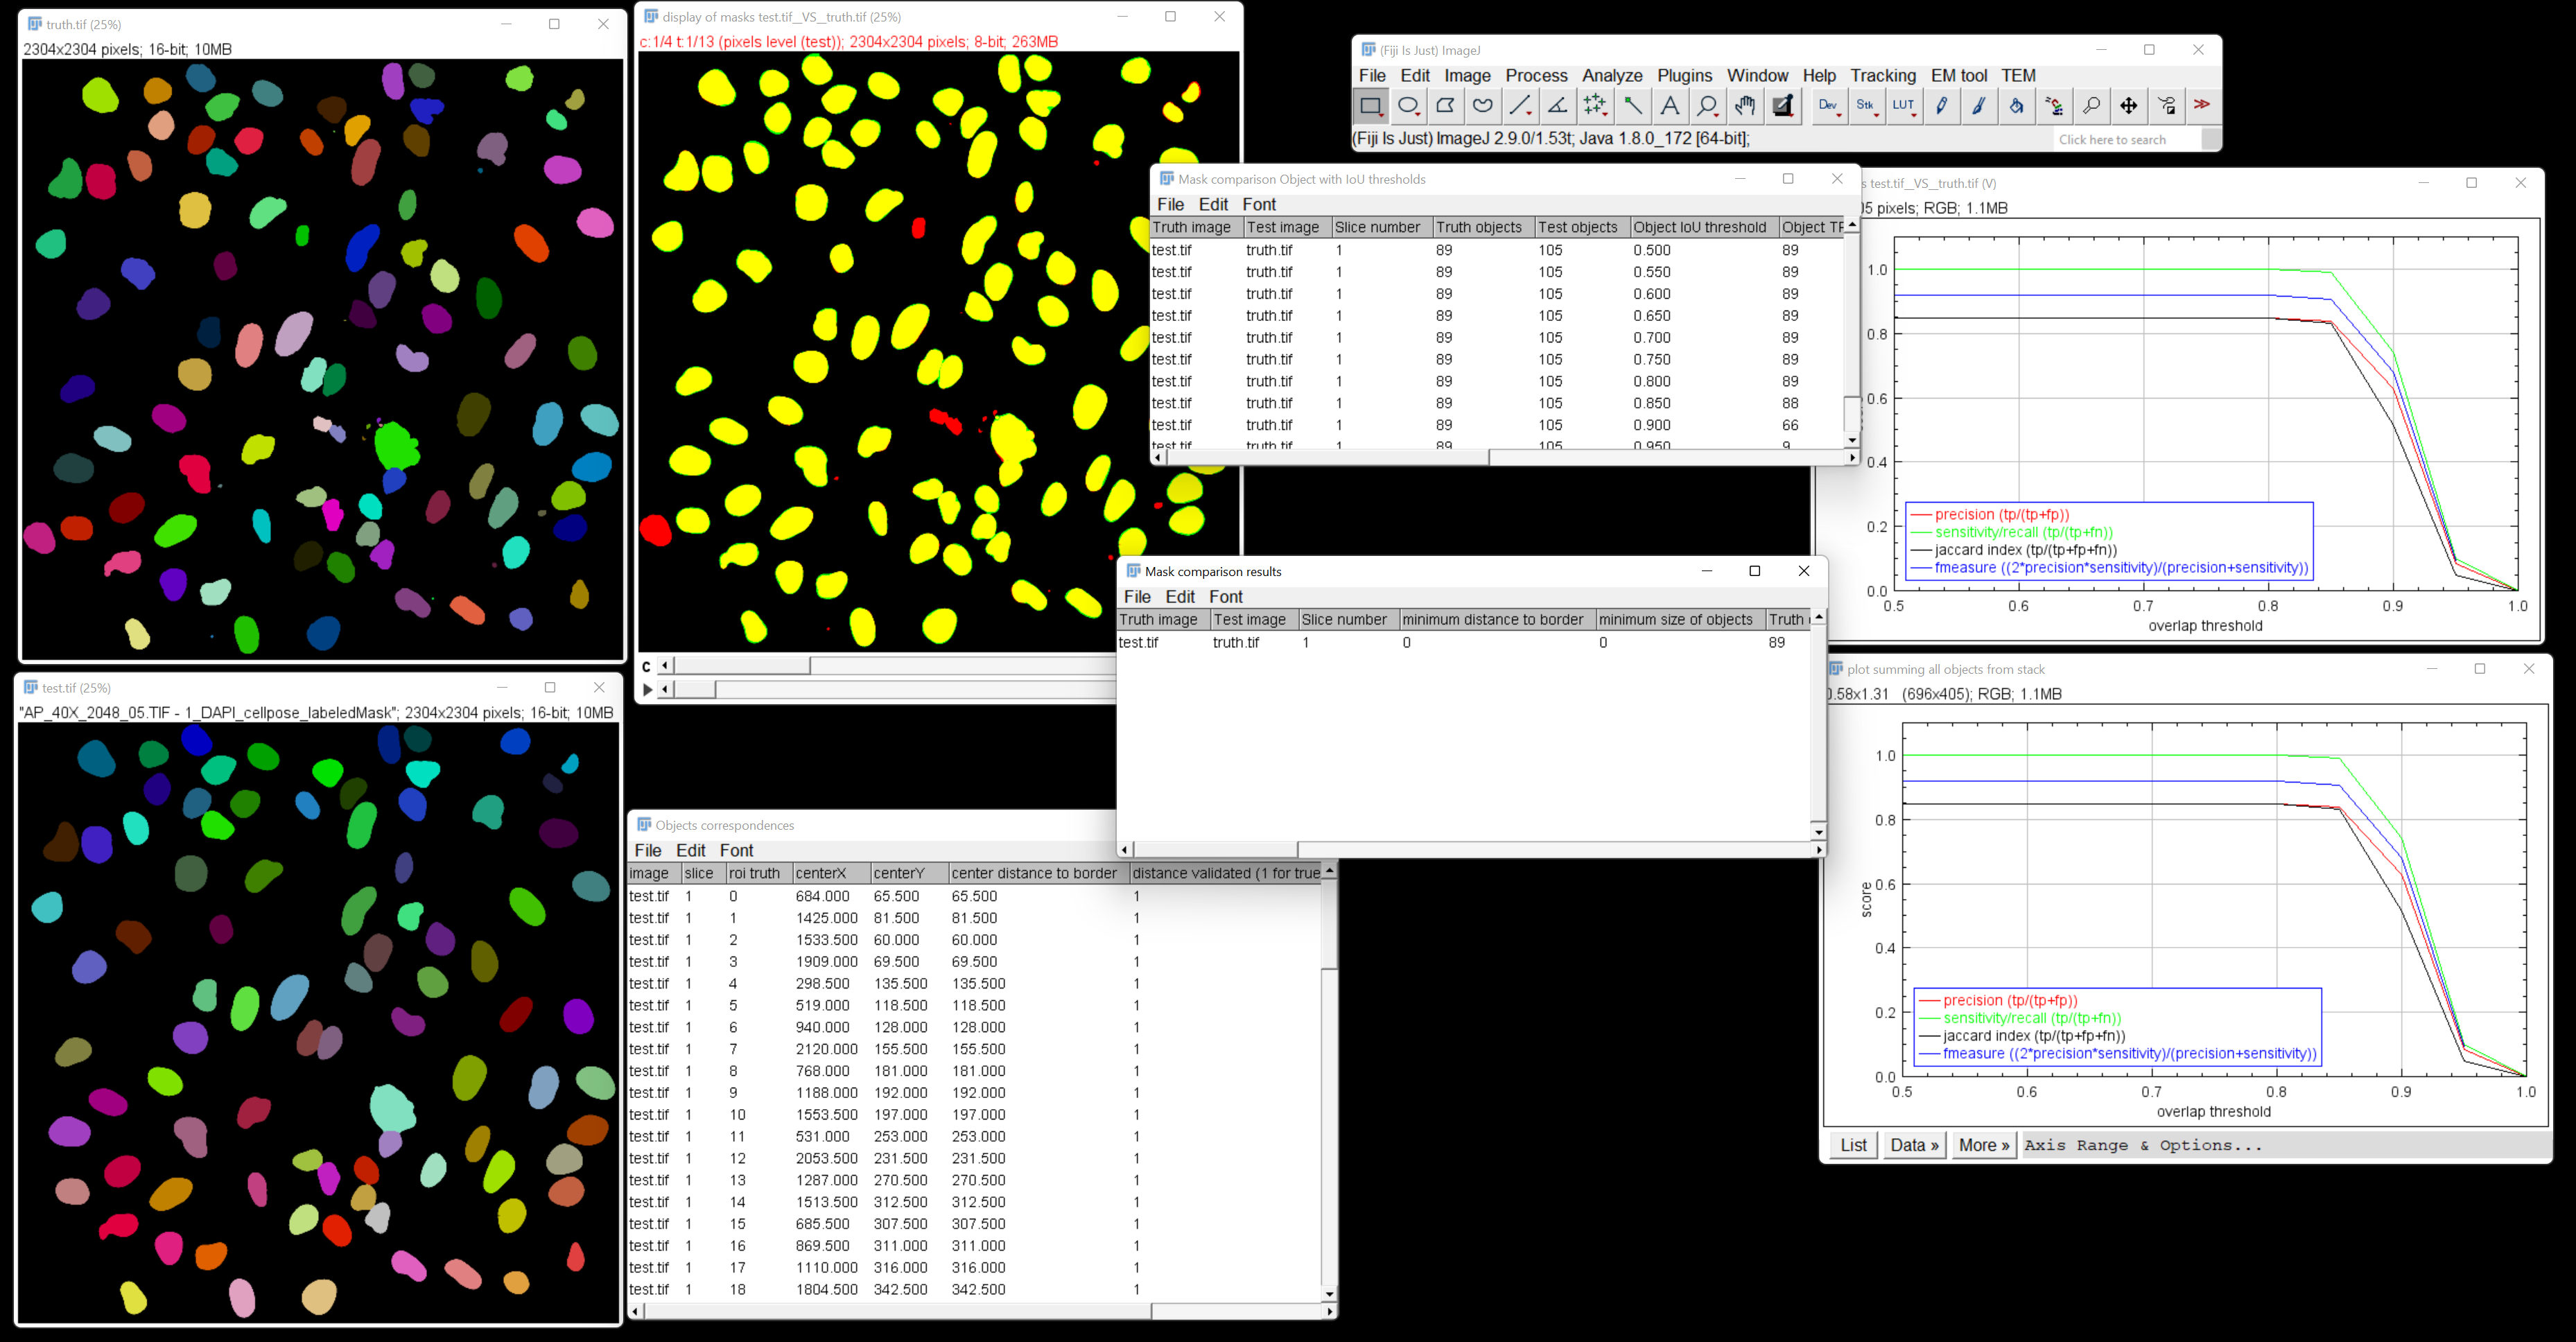 truth.tif (25%)
2304x2304 pixels; 16-bit; 10MB
display of masks test.tif_VS_truth.tif (25%)
c:1/4 t:1/13 (pixels level (test)); 2304x2304 pixels; 8-bit; 263MB
c
(Fiji Is Just) ImageJ
File Edit Image Process Analyze Plugins Window Help Tracking EM tool TEM
Dev Stk LUT
(Fiji Is Just) ImageJ 2.9.0/1.53t; Java 1.8.0_172 [64-bit];
Click here to search
Mask comparison Object with IoU thresholds
File Edit Font
Truth image Test image Slice number Truth objects Test objects Object IoU threshold Object TP
test.tif truth.tif 1 89 105 0.500 89
test.tif truth.tif 1 89 105 0.550 89
test.tif truth.tif 1 89 105 0.600 89
test.tif truth.tif 1 89 105 0.650 89
test.tif truth.tif 1 89 105 0.700 89
test.tif truth.tif 1 89 105 0.750 89
test.tif truth.tif 1 89 105 0.800 89
test.tif truth.tif 1 89 105 0.850 88
test.tif truth.tif 1 89 105 0.900 66
test.tif truth.tif 1 89 105 0.950 9
s test.tif_VS_truth.tif (V)
05 pixels; RGB; 1.1MB
1.0
0.8
0.6
0.4
0.2
0.0
precision (tp/(tp+fp))
sensitivity/recall (tp/(tp+fn))
jaccard index (tp/(tp+fp+fn))
fmeasure ((2*precision*sensitivity)/(precision+sensitivity))
0.5 0.6 0.7 0.8 0.9 1.0
overlap threshold
Mask comparison results
File Edit Font
Truth image Test image Slice number minimum distance to border minimum size of objects Truth
test.tif truth.tif 1 0 0 89
test.tif (25%)
"AP_40X_2048_05.TIF - 1_DAPI_cellpose_labeledMask"; 2304x2304 pixels; 16-bit; 10MB
Objects correspondences
File Edit Font
image slice roi truth centerX centerY center distance to border distance validated (1 for true
test.tif 1 0 684.000 65.500 65.500 1
test.tif 1 1 1425.000 81.500 81.500 1
test.tif 1 2 1533.500 60.000 60.000 1
test.tif 1 3 1909.000 69.500 69.500 1
test.tif 1 4 298.500 135.500 135.500 1
test.tif 1 5 519.000 118.500 118.500 1
test.tif 1 6 940.000 128.000 128.000 1
test.tif 1 7 2120.000 155.500 155.500 1
test.tif 1 8 768.000 181.000 181.000 1
test.tif 1 9 1188.000 192.000 192.000 1
test.tif 1 10 1553.500 197.000 197.000 1
test.tif 1 11 531.000 253.000 253.000 1
test.tif 1 12 2053.500 231.500 231.500 1
test.tif 1 13 1287.000 270.500 270.500 1
test.tif 1 14 1513.500 312.500 312.500 1
test.tif 1 15 685.500 307.500 307.500 1
test.tif 1 16 869.500 311.000 311.000 1
test.tif 1 17 1110.000 316.000 316.000 1
test.tif 1 18 1804.500 342.500 342.500 1
plot summing all objects from stack
0.58x1.31 (696x405); RGB; 1.1MB
1.0
0.8
0.6
0.4
0.2
0.0
score
precision (tp/(tp+fp))
sensitivity/recall (tp/(tp+fn))
jaccard index (tp/(tp+fp+fn))
fmeasure ((2*precision*sensitivity)/(precision+sensitivity))
0.5 0.6 0.7 0.8 0.9 1.0
overlap threshold
List Data » More » Axis Range & Options...